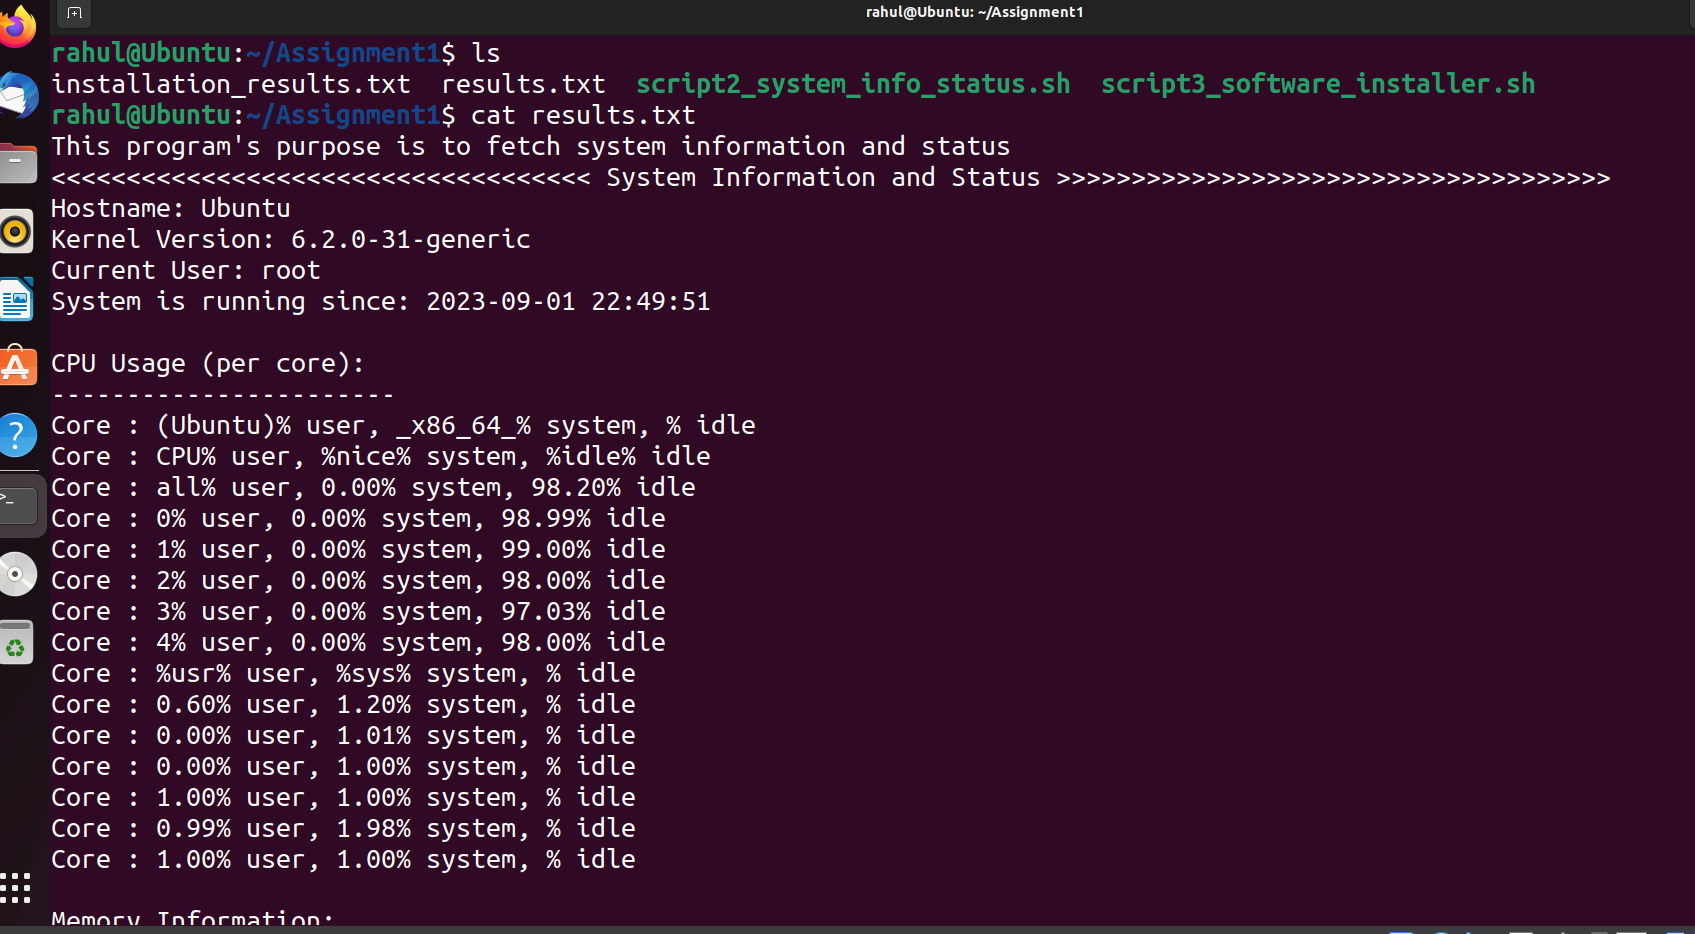 rahul@Ubuntu: ~/Assignment1
rahul@Ubuntu:~/Assignment1$ ls
installation_results.txt  results.txt  script2_system_info_status.sh  script3_software_installer.sh
rahul@Ubuntu:~/Assignment1$ cat results.txt
This program's purpose is to fetch system information and status
<<<<<<<<<<<<<<<<<<<<<<<<<<<<<<<<<<<< System Information and Status >>>>>>>>>>>>>>>>>>>>>>>>>>>>>>>>>>>>>
Hostname: Ubuntu
Kernel Version: 6.2.0-31-generic
Current User: root
System is running since: 2023-09-01 22:49:51
CPU Usage (per core):
-----------------------
Core : (Ubuntu)% user, _x86_64_% system, % idle
Core : CPU% user, %nice% system, %idle% idle
Core : all% user, 0.00% system, 98.20% idle
Core : 0% user, 0.00% system, 98.99% idle
Core : 1% user, 0.00% system, 99.00% idle
Core : 2% user, 0.00% system, 98.00% idle
Core : 3% user, 0.00% system, 97.03% idle
Core : 4% user, 0.00% system, 98.00% idle
Core : %usr% user, %sys% system, % idle
Core : 0.60% user, 1.20% system, % idle
Core : 0.00% user, 1.01% system, % idle
Core : 0.00% user, 1.00% system, % idle
Core : 1.00% user, 1.00% system, % idle
Core : 0.99% user, 1.98% system, % idle
Core : 1.00% user, 1.00% system, % idle
Memory Information: